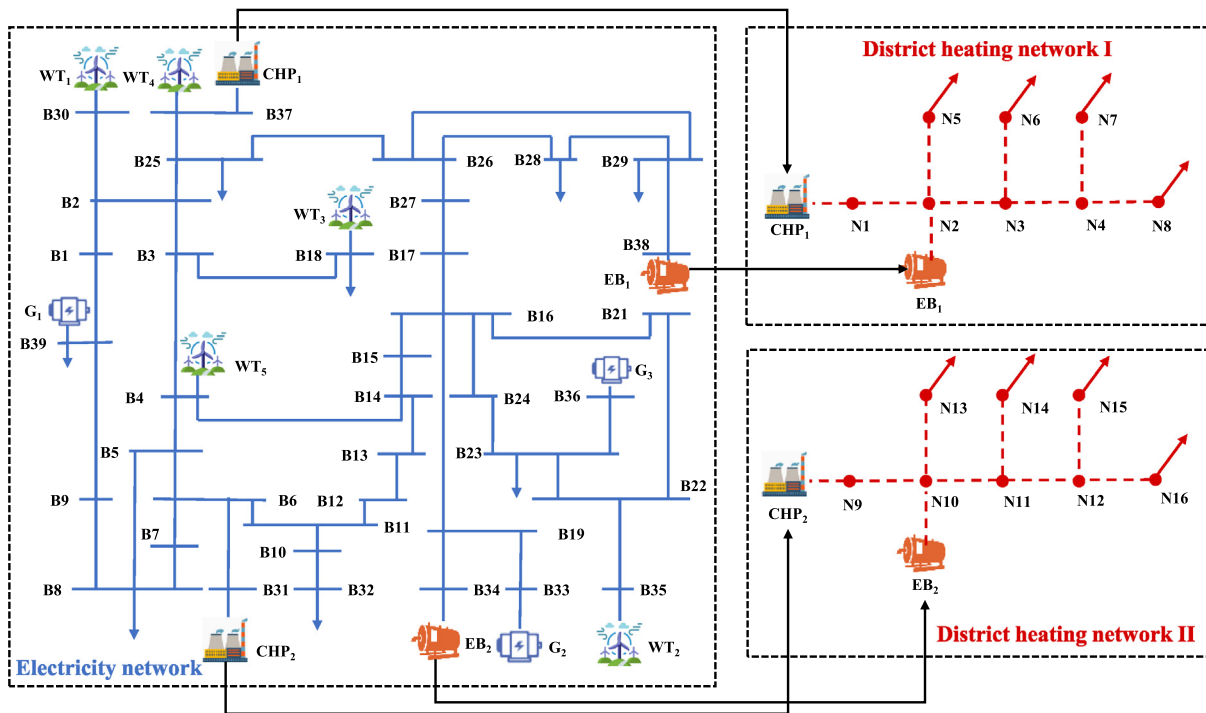 WT₁
WT₄
CHP₁
B30
B37
B25
B26
B28
B29
B2
WT₃
B27
B1
B3
B18
B17
B38
EB₁
G₁
B39
B16
B21
WT₅
B15
G₃
B4
B14
B24
B36
B5
B13
B23
B9
B6
B12
B22
B7
B11
B19
B10
B8
B31
B32
B34
B33
B35
CHP₂
EB₂
G₂
WT₂
Electricity network
District heating network I
N5
N6
N7
CHP₁
N1
N2
N3
N4
N8
EB₁
N13
N14
N15
CHP₂
N9
N10
N11
N12
N16
EB₂
District heating network II